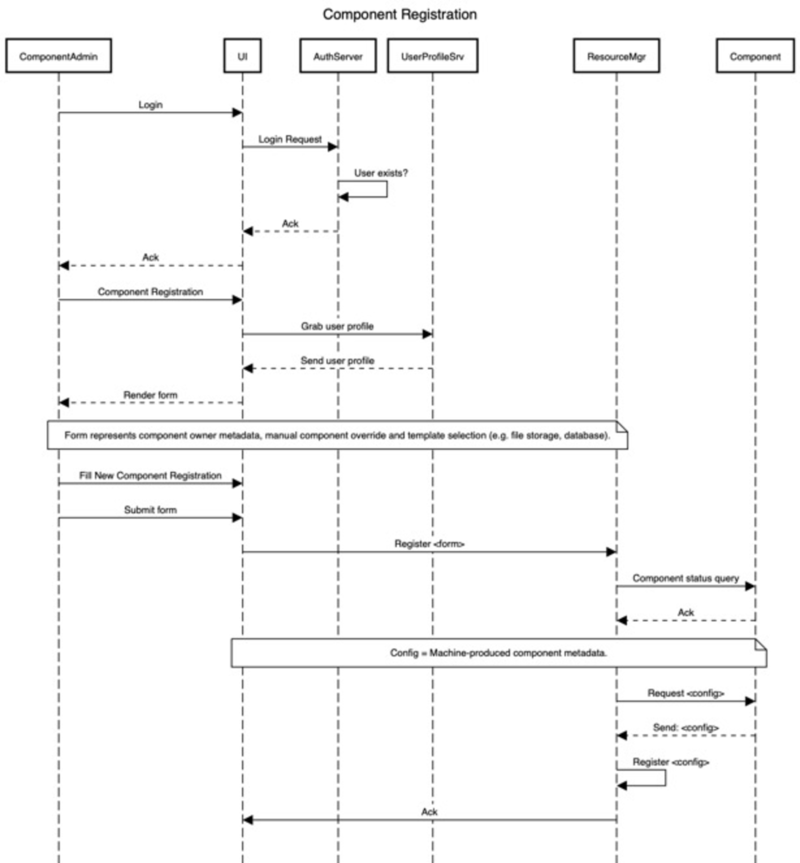 Component Registration
ComponentAdmin
UI
AuthServer
UserProfileSrv
ResourceMgr
Component
Login
Login Request
User exists?
Ack
Ack
Component Registration
Grab user profile
Send user profile
Render form
Form represents component owner metadata, manual component override and template selection (e.g. file storage, database).
Fill New Component Registration
Submit form
Register <form>
Component status query
Ack
Config = Machine-produced component metadata.
Request <config>
Send: <config>
Register <config>
Ack